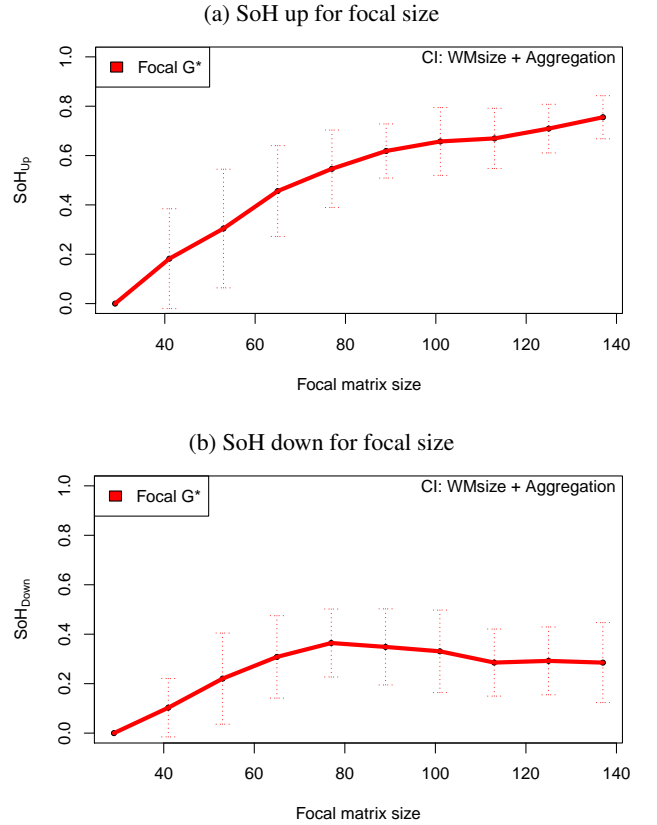 (a) SoH up for focal size
Focal G*
CI: WMsize + Aggregation
SoH_Up
1.0
0.8
0.6
0.4
0.2
0.0
40 60 80 100 120 140
Focal matrix size
(b) SoH down for focal size
Focal G*
CI: WMsize + Aggregation
SoH_Down
1.0
0.8
0.6
0.4
0.2
0.0
40 60 80 100 120 140
Focal matrix size